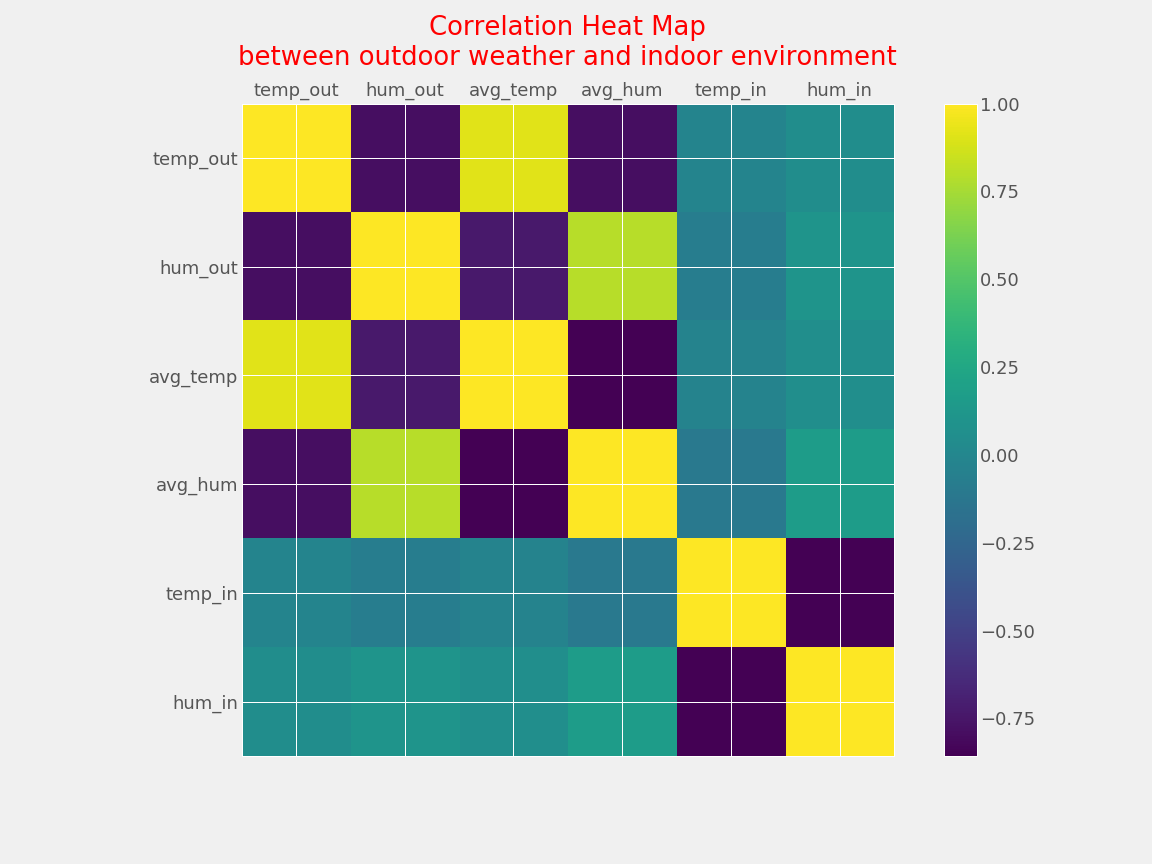 Correlation Heat Map
between outdoor weather and indoor environment
temp_out hum_out avg_temp avg_hum temp_in hum_in
temp_out
hum_out
avg_temp
avg_hum
temp_in
hum_in
1.00
0.75
0.50
0.25
0.00
−0.25
−0.50
−0.75